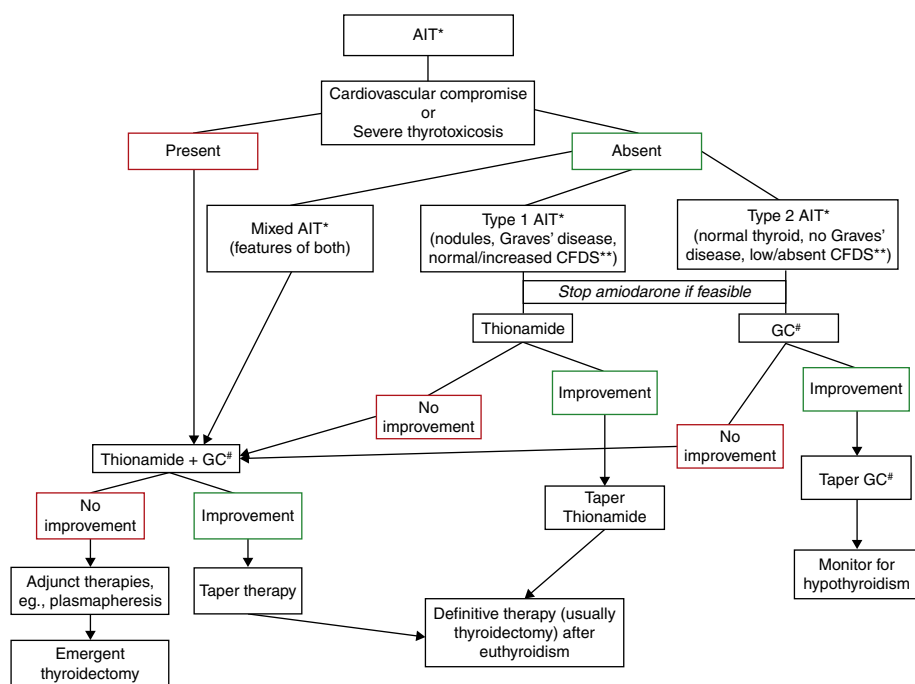 AIT*
Cardiovascular compromise
or
Severe thyrotoxicosis
Present
Absent
Mixed AIT*
(features of both)
Type 1 AIT*
(nodules, Graves' disease,
normal/increased CFDS**)
Type 2 AIT*
(normal thyroid, no Graves'
disease, low/absent CFDS**)
Stop amiodarone if feasible
Thionamide
GC#
No
improvement
Improvement
No
improvement
Improvement
Thionamide + GC#
Taper GC#
No
improvement
Improvement
Taper
Thionamide
Adjunct therapies,
eg., plasmapheresis
Taper therapy
Monitor for
hypothyroidism
Definitive therapy (usually
thyroidectomy) after
euthyroidism
Emergent
thyroidectomy